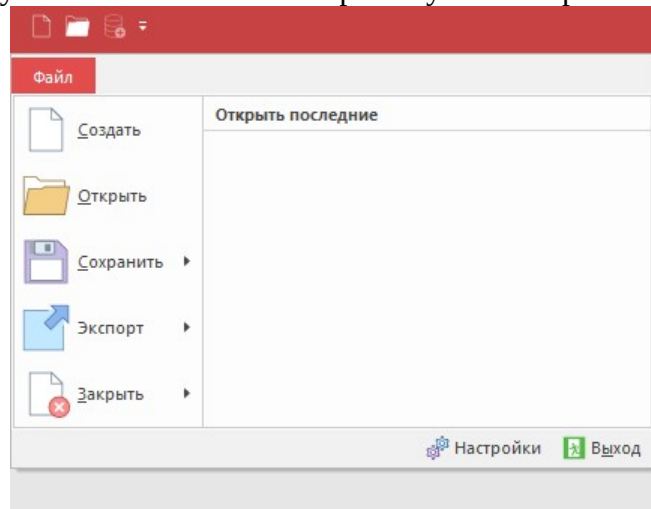 Файл
Открыть последние
Создать
Открыть
Сохранить
Экспорт
Закрыть
Настройки Выход